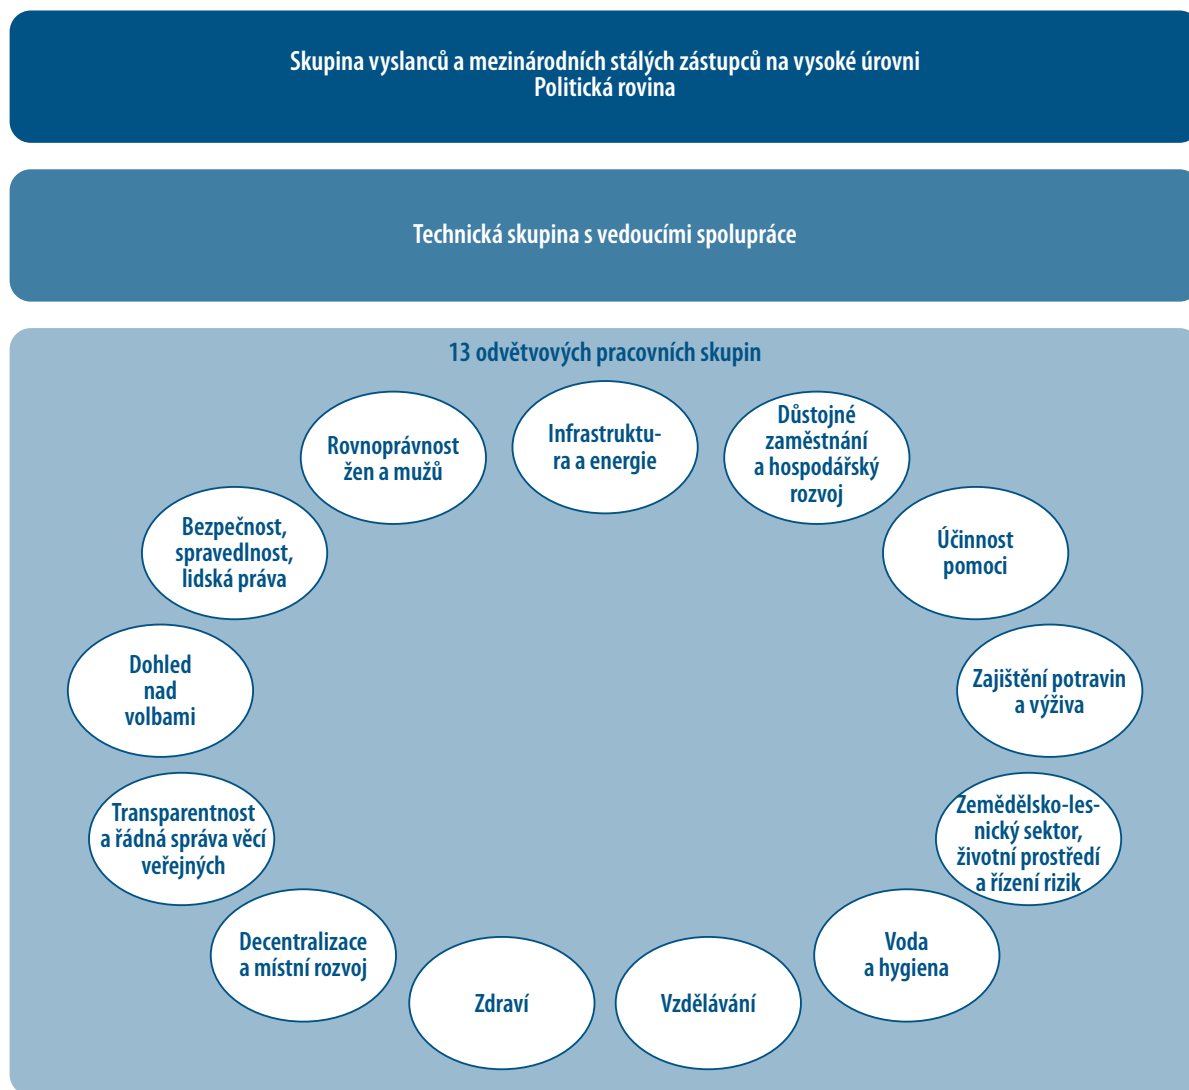 Skupina vyslanců a mezinárodních stálých zástupců na vysoké úrovni
Politická rovina
Technická skupina s vedoucími spolupráce
13 odvětvových pracovních skupin
Infrastruktu-
ra a energie
Důstojné
zaměstnání
a hospodářský
rozvoj
Účinnost
pomoci
Zajištění potravin
a výživa
Zemědělsko-les-
nický sektor,
životní prostředí
a řízení rizik
Voda
a hygiena
Vzdělávání
Zdraví
Decentralizace
a místní rozvoj
Transparentnost
a řádná správa věcí
veřejných
Dohled
nad
volbami
Bezpečnost,
spravedlnost,
lidská práva
Rovnoprávnost
žen a mužů